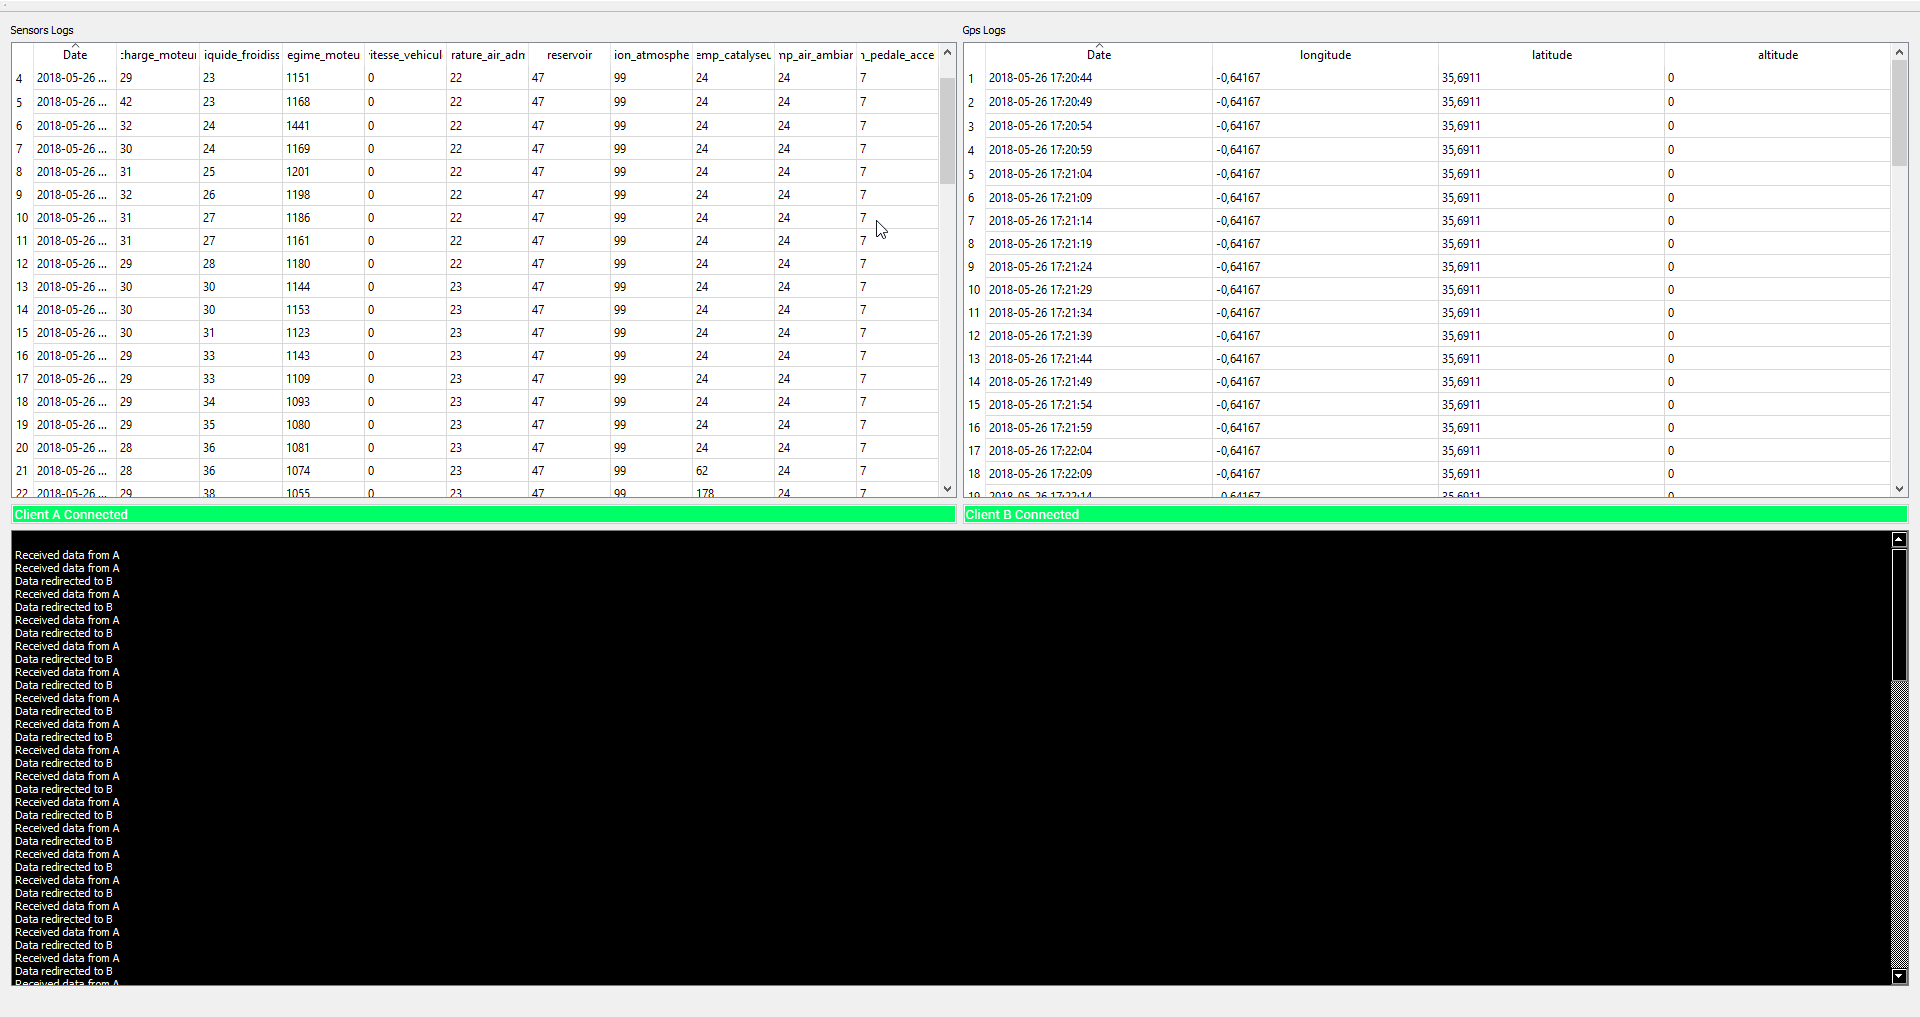 Sensors Logs
Date charge_moteur iquide_froidiss egime_moteu itesse_vehicul rature_air_adn reservoir ion_atmosphe emp_catalyseu np_air_ambiar n_pedale_acce
4 2018-05-26 ... 29 23 1151 0 22 47 99 24 24 7
5 2018-05-26 ... 42 23 1168 0 22 47 99 24 24 7
6 2018-05-26 ... 32 24 1441 0 22 47 99 24 24 7
7 2018-05-26 ... 30 24 1169 0 22 47 99 24 24 7
8 2018-05-26 ... 31 25 1201 0 22 47 99 24 24 7
9 2018-05-26 ... 32 26 1198 0 22 47 99 24 24 7
10 2018-05-26 ... 31 27 1186 0 22 47 99 24 24 7
11 2018-05-26 ... 31 27 1161 0 22 47 99 24 24 7
12 2018-05-26 ... 29 28 1180 0 22 47 99 24 24 7
13 2018-05-26 ... 30 30 1144 0 23 47 99 24 24 7
14 2018-05-26 ... 30 30 1153 0 23 47 99 24 24 7
15 2018-05-26 ... 30 31 1123 0 23 47 99 24 24 7
16 2018-05-26 ... 29 33 1143 0 23 47 99 24 24 7
17 2018-05-26 ... 29 33 1109 0 23 47 99 24 24 7
18 2018-05-26 ... 29 34 1093 0 23 47 99 24 24 7
19 2018-05-26 ... 29 35 1080 0 23 47 99 24 24 7
20 2018-05-26 ... 28 36 1081 0 23 47 99 24 24 7
21 2018-05-26 ... 28 36 1074 0 23 47 99 62 24 7
22 2018-05-26 ... 29 38 1055 0 23 47 99 178 24 7
Client A Connected
Gps Logs
Date longitude latitude altitude
1 2018-05-26 17:20:44 -0,64167 35,6911 0
2 2018-05-26 17:20:49 -0,64167 35,6911 0
3 2018-05-26 17:20:54 -0,64167 35,6911 0
4 2018-05-26 17:20:59 -0,64167 35,6911 0
5 2018-05-26 17:21:04 -0,64167 35,6911 0
6 2018-05-26 17:21:09 -0,64167 35,6911 0
7 2018-05-26 17:21:14 -0,64167 35,6911 0
8 2018-05-26 17:21:19 -0,64167 35,6911 0
9 2018-05-26 17:21:24 -0,64167 35,6911 0
10 2018-05-26 17:21:29 -0,64167 35,6911 0
11 2018-05-26 17:21:34 -0,64167 35,6911 0
12 2018-05-26 17:21:39 -0,64167 35,6911 0
13 2018-05-26 17:21:44 -0,64167 35,6911 0
14 2018-05-26 17:21:49 -0,64167 35,6911 0
15 2018-05-26 17:21:54 -0,64167 35,6911 0
16 2018-05-26 17:21:59 -0,64167 35,6911 0
17 2018-05-26 17:22:04 -0,64167 35,6911 0
18 2018-05-26 17:22:09 -0,64167 35,6911 0
19 2018-05-26 17:22:14 -0,64167 35,6911 0
Client B Connected
Received data from A
Received data from A
Data redirected to B
Received data from A
Data redirected to B
Received data from A
Data redirected to B
Received data from A
Data redirected to B
Received data from A
Data redirected to B
Received data from A
Data redirected to B
Received data from A
Data redirected to B
Received data from A
Data redirected to B
Received data from A
Data redirected to B
Received data from A
Data redirected to B
Received data from A
Data redirected to B
Received data from A
Data redirected to B
Received data from A
Data redirected to B
Received data from A
Data redirected to B
Received data from A
Data redirected to B
Received data from A
Data redirected to B
Received data from A